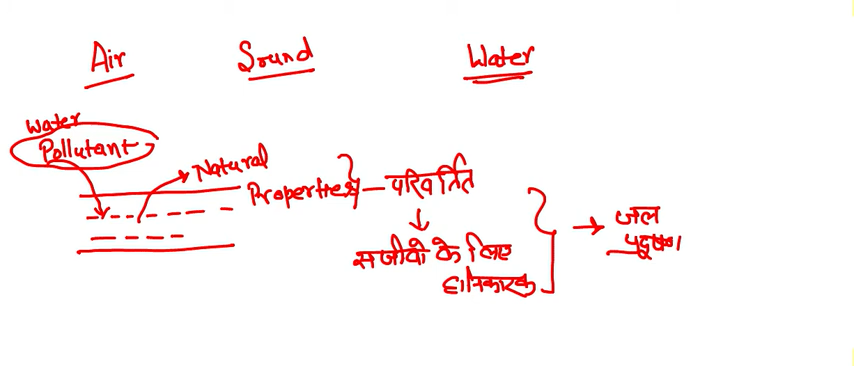 Air Sound Water
Water
Pollutant
Natural
Properties - परिवर्तित
सजीवो के लिए
हानिकारक
जल
प्रदूषण